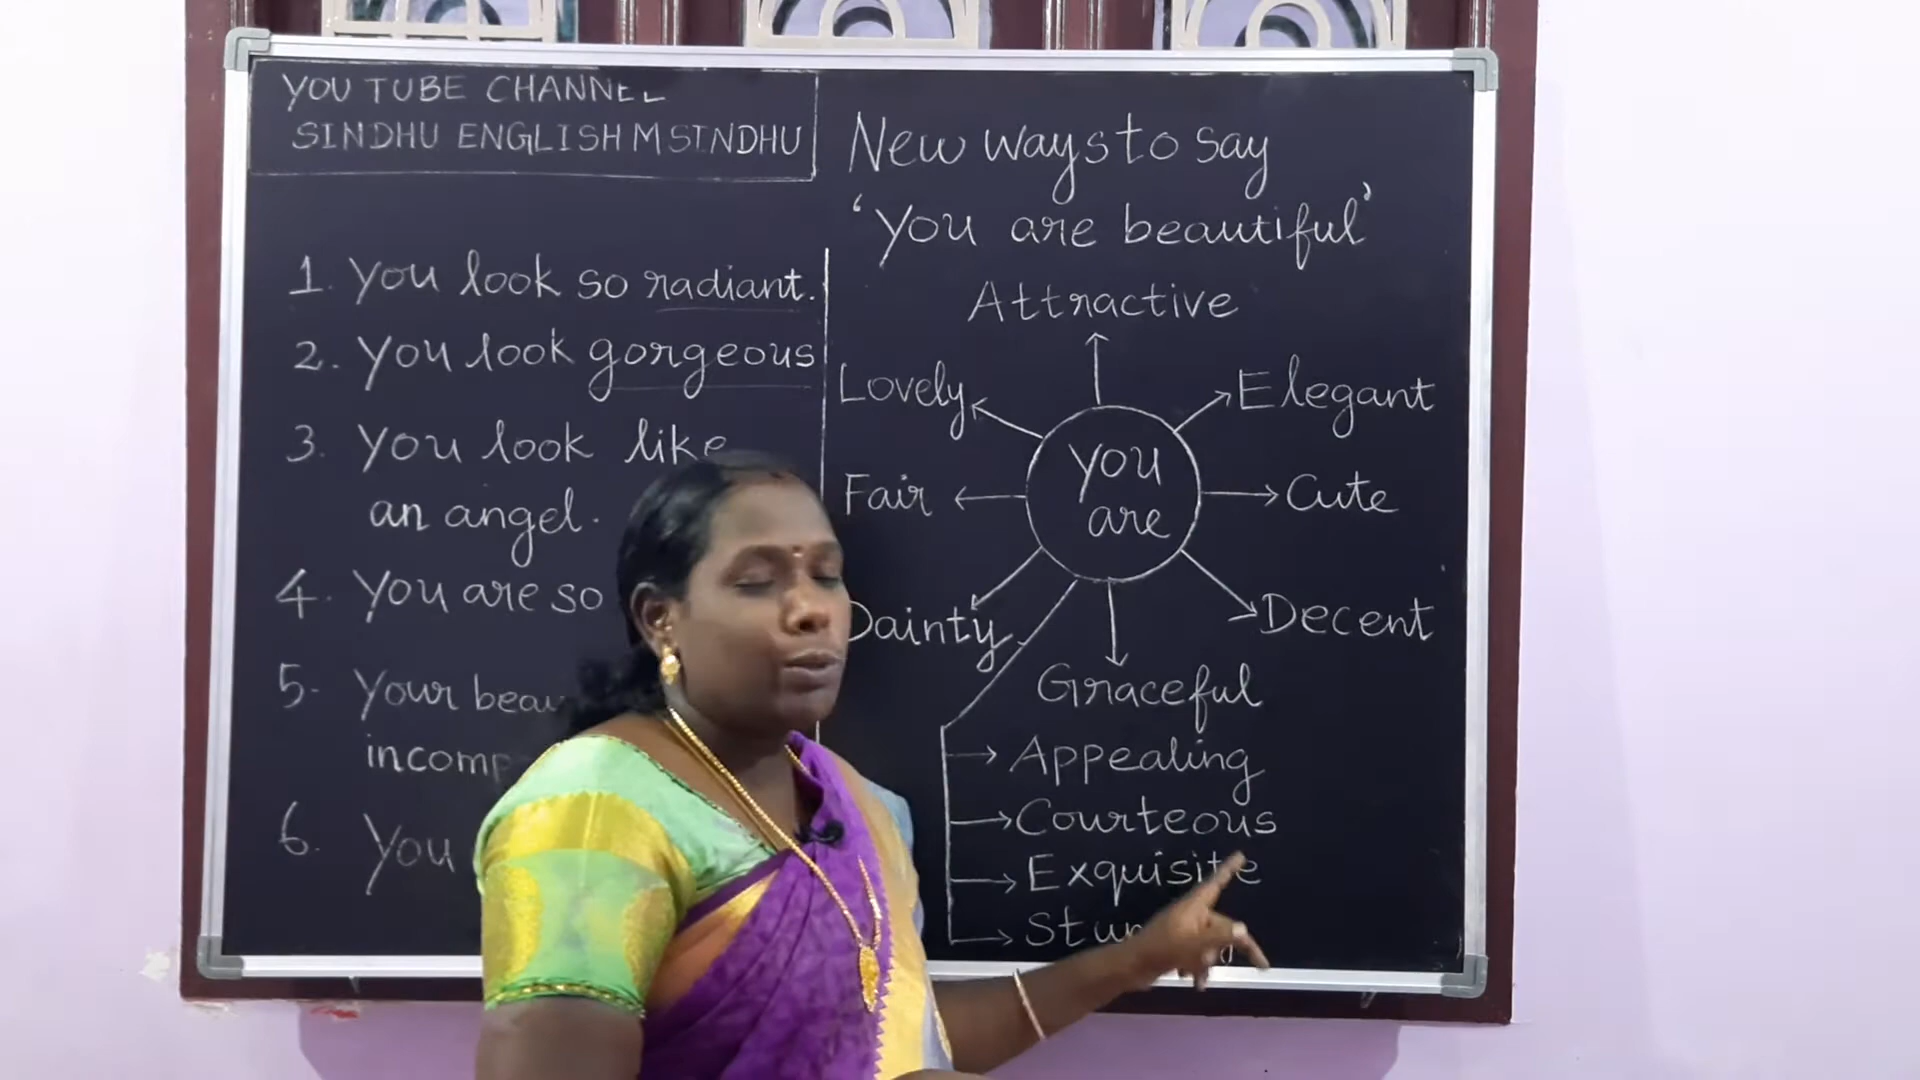 YOU TUBE CHANNEL
SINDHU ENGLISH M SINDHU
1. You look so radiant.
2. You look gorgeous
3. You look like
an angel.
4. You are so
5. Your
6. You
New ways to say
'You are beautiful'
Attractive
Lovely
Elegant
you
are
Fair
Cute
Dainty
Decent
Graceful
Appealing
Courteous
Exquisite